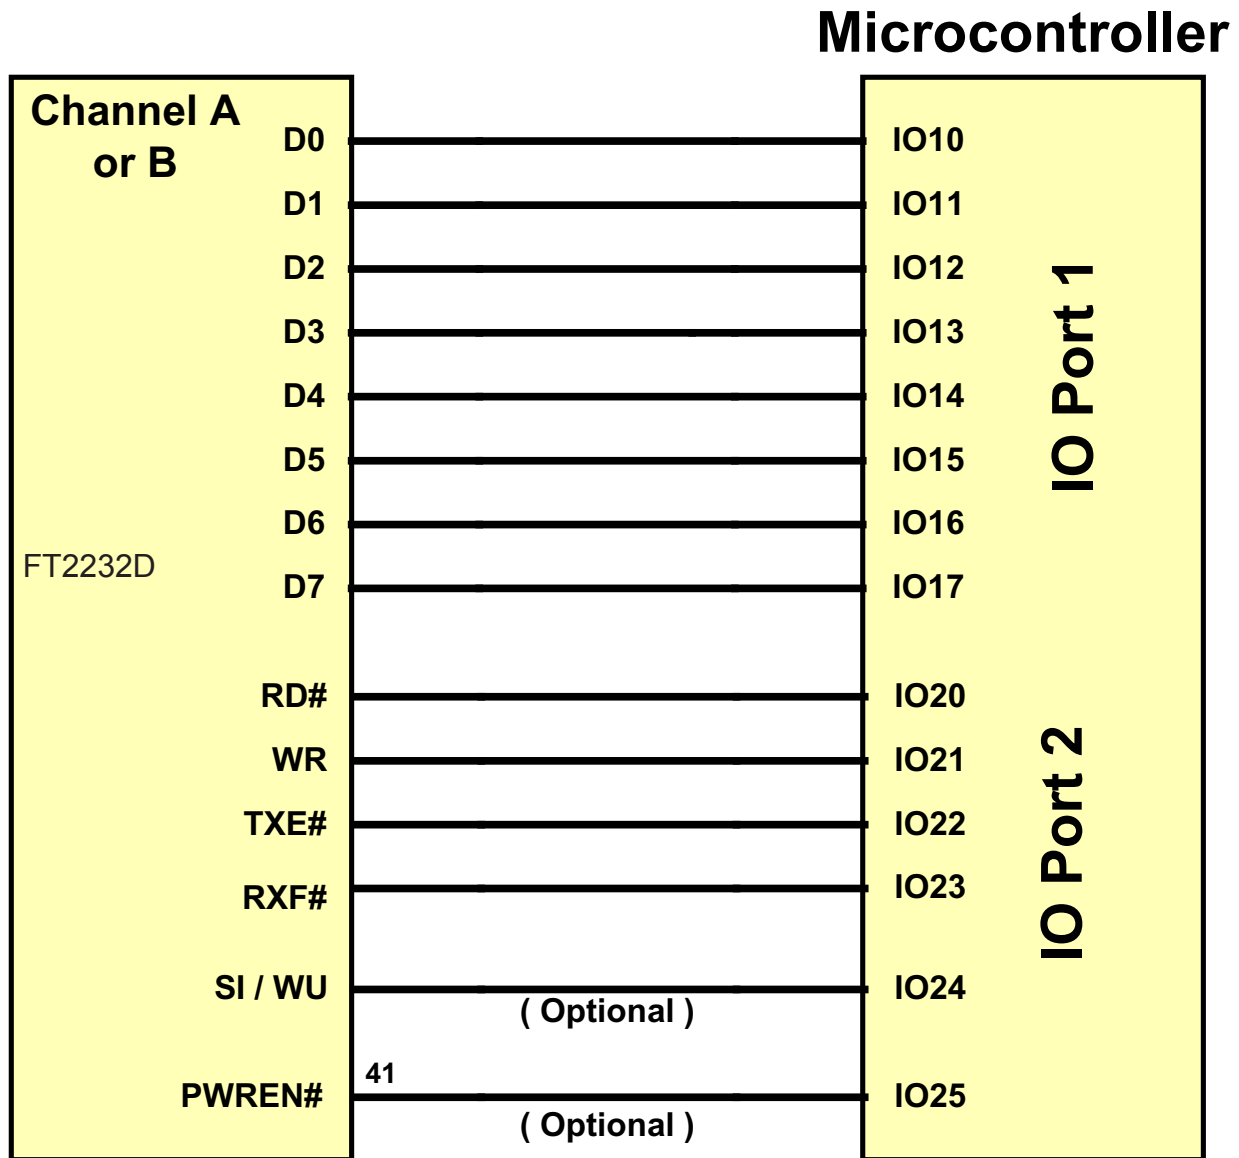 Microcontroller
Channel A
or B
D0
IO10
D1
IO11
D2
IO12
D3
IO13
D4
IO14
D5
IO15
D6
IO16
FT2232D
D7
IO17
IO Port 1
RD#
IO20
WR
IO21
TXE#
IO22
RXF#
IO23
SI / WU
( Optional )
IO24
PWREN#
41
( Optional )
IO25
IO Port 2